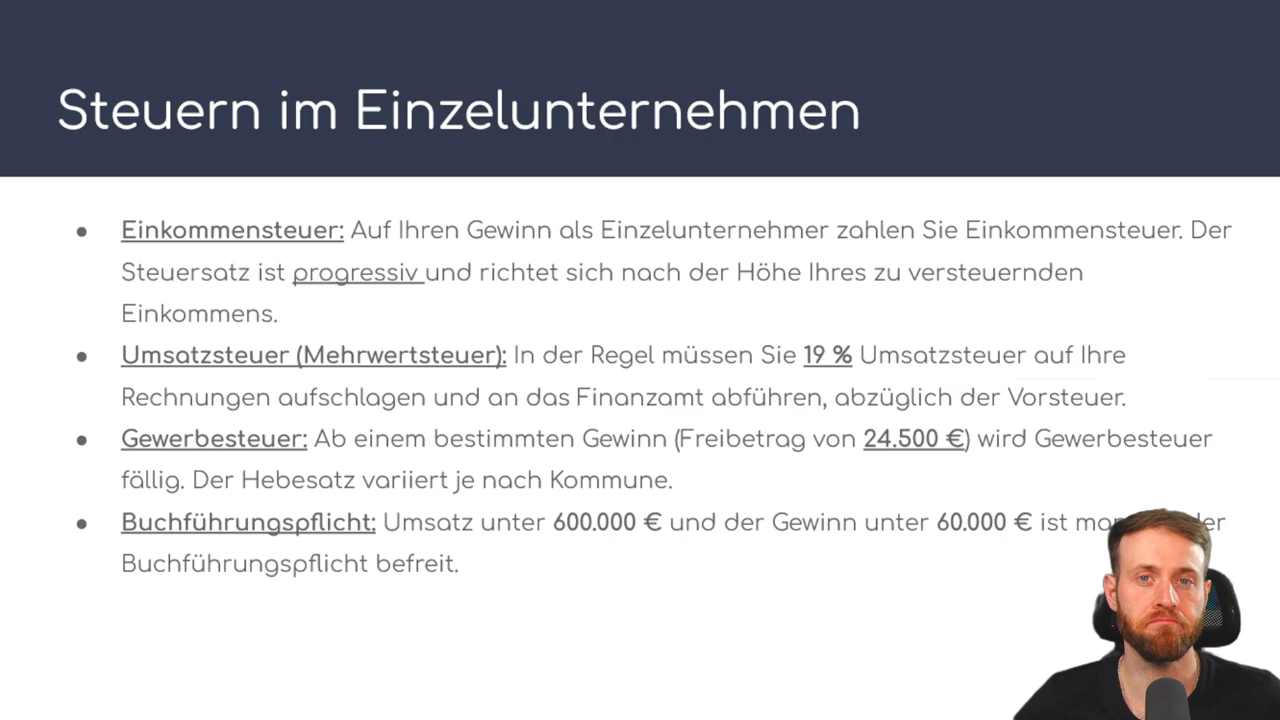 Steuern im Einzelunternehmen
● Einkommensteuer: Auf Ihren Gewinn als Einzelunternehmer zahlen Sie Einkommensteuer. Der
Steuersatz ist progressiv und richtet sich nach der Höhe Ihres zu versteuernden
Einkommens.
● Umsatzsteuer (Mehrwertsteuer): In der Regel müssen Sie 19 % Umsatzsteuer auf Ihre
Rechnungen aufschlagen und an das Finanzamt abführen, abzüglich der Vorsteuer.
● Gewerbesteuer: Ab einem bestimmten Gewinn (Freibetrag von 24.500 €) wird Gewerbesteuer
fällig. Der Hebesatz variiert je nach Kommune.
● Buchführungspflicht: Umsatz unter 600.000 € und der Gewinn unter 60.000 € ist
Buchführungspflicht befreit.